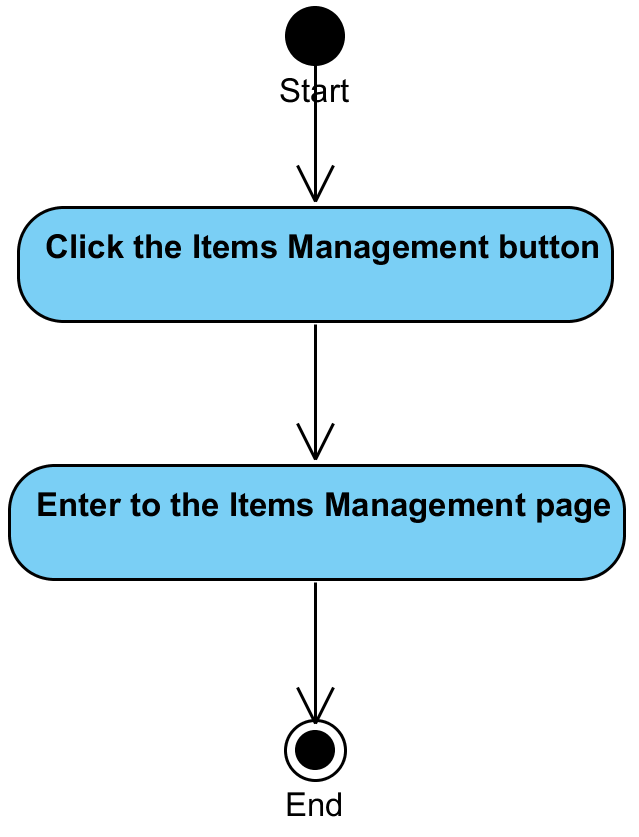 Start
Click the Items Management button
Enter to the Items Management page
End